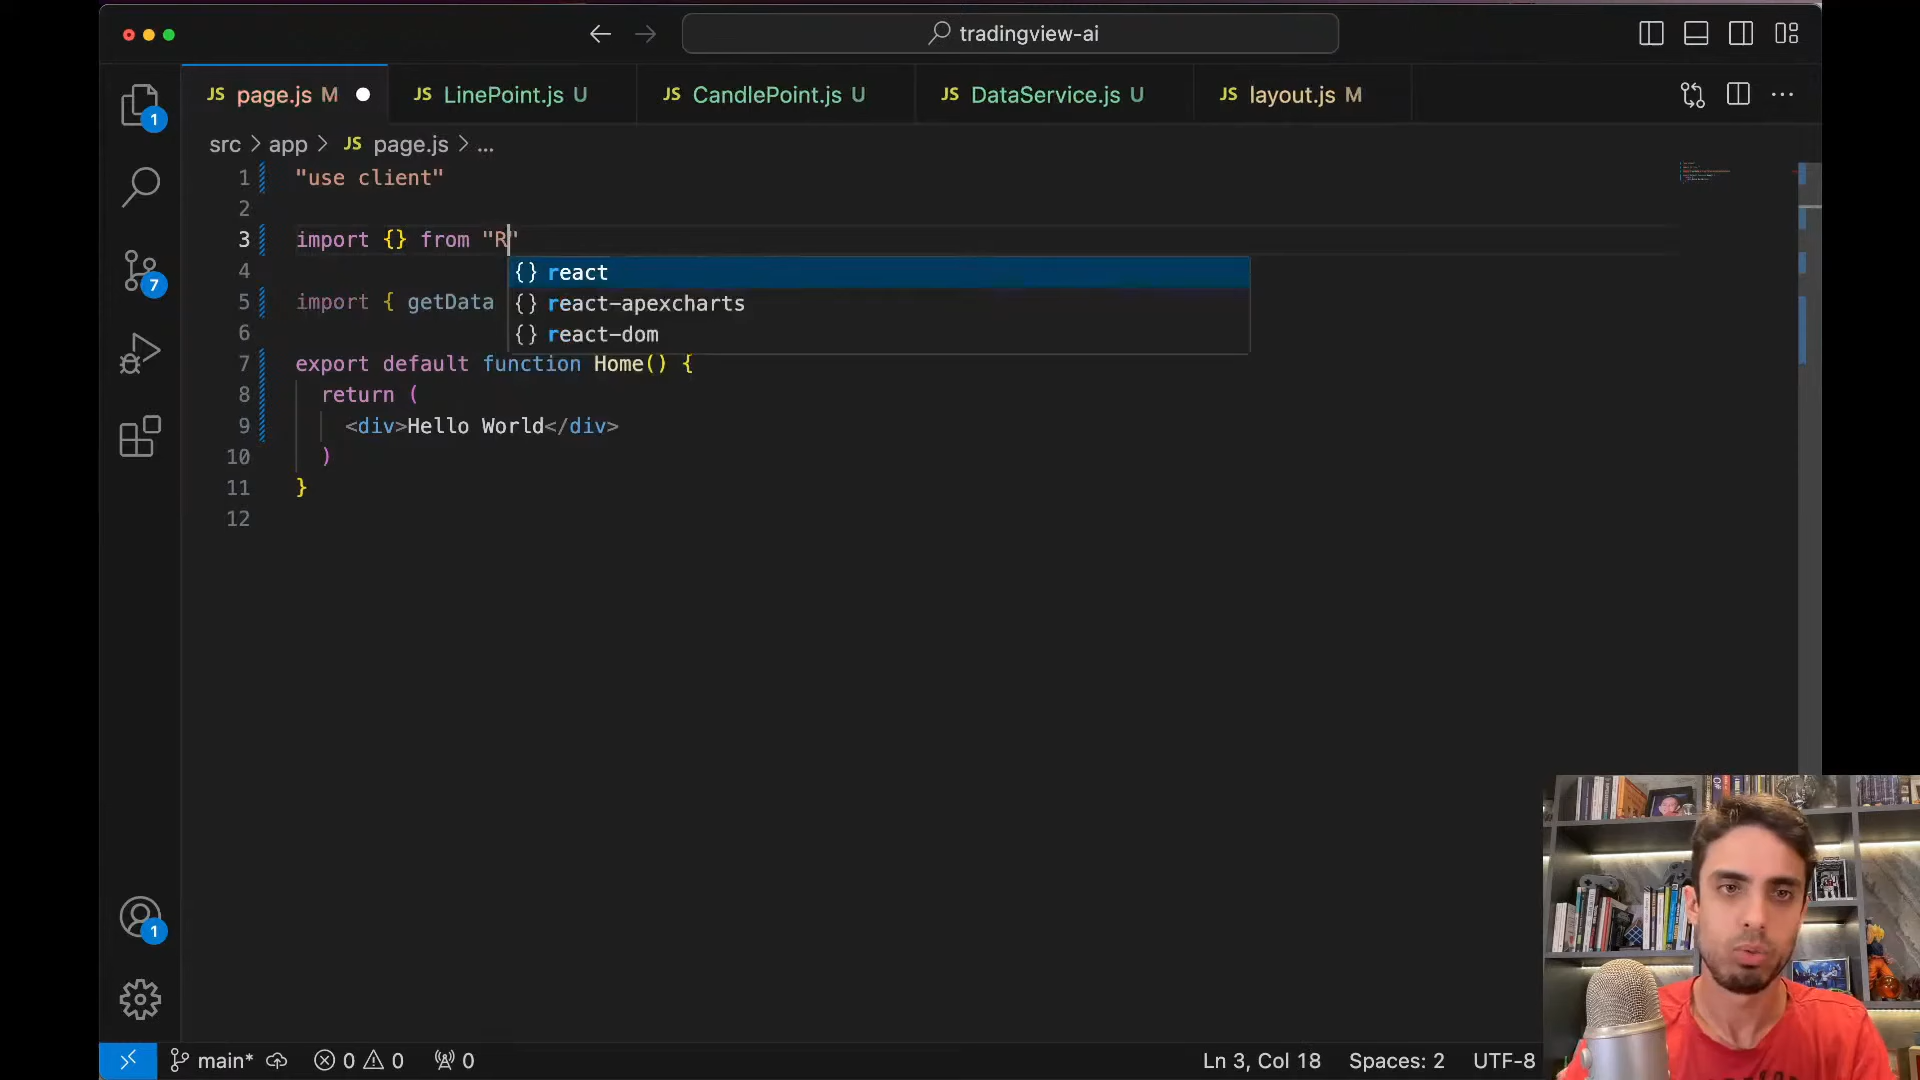 tradingview-ai
JS page.js M
JS LinePoint.js U
JS CandlePoint.js U
JS DataService.js U
JS layout.js M
src > app > JS page.js > ...
1 "use client"
2
3 import {} from "R"
{} react
{} react-apexcharts
{} react-dom
4
5 import { getData
6
7 export default function Home() {
8 return (
9 <div>Hello World</div>
10 )
11 }
12
1
7
1
main* 0 0 0
Ln 3, Col 18 Spaces: 2 UTF-8